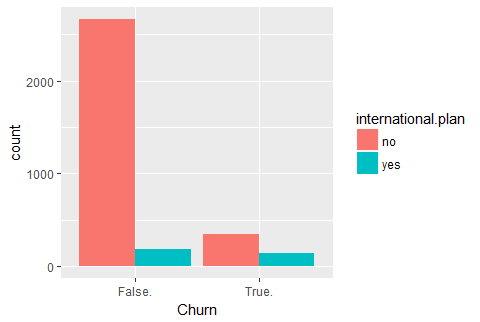 count
2000
1000
0
False.
True.
Churn
international.plan
no
yes